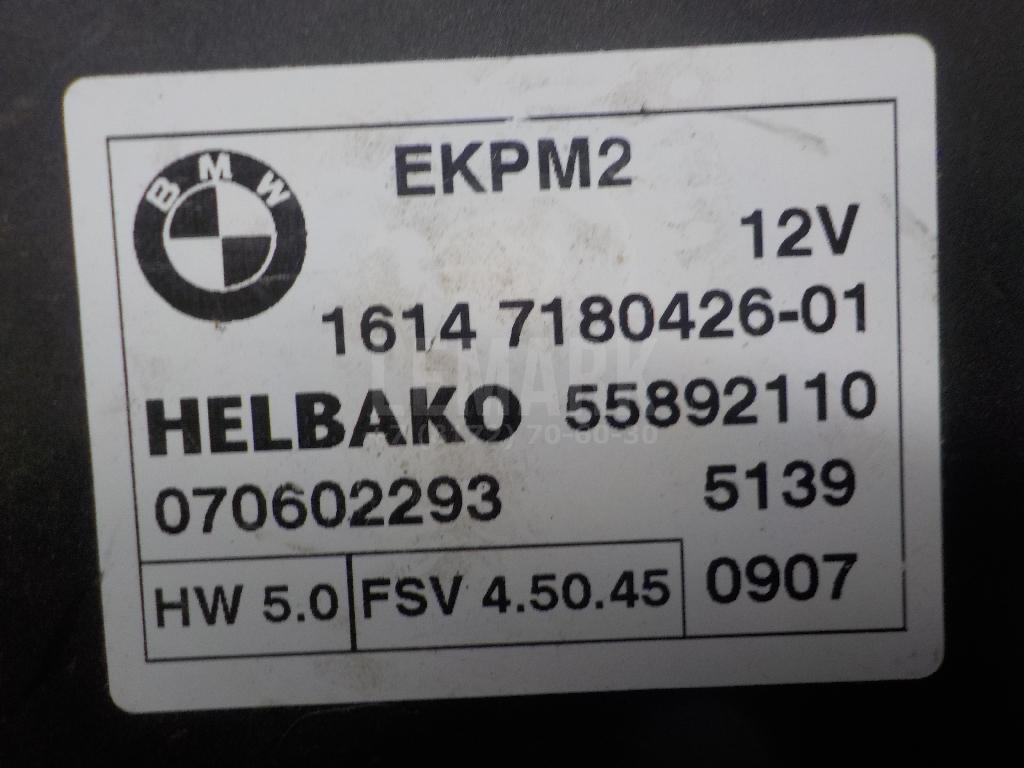 BMW
EKPM2
12V
1614 7180426-01
HELBAKO 55892110
070602293 5139
HW 5.0 FSV 4.50.45 0907